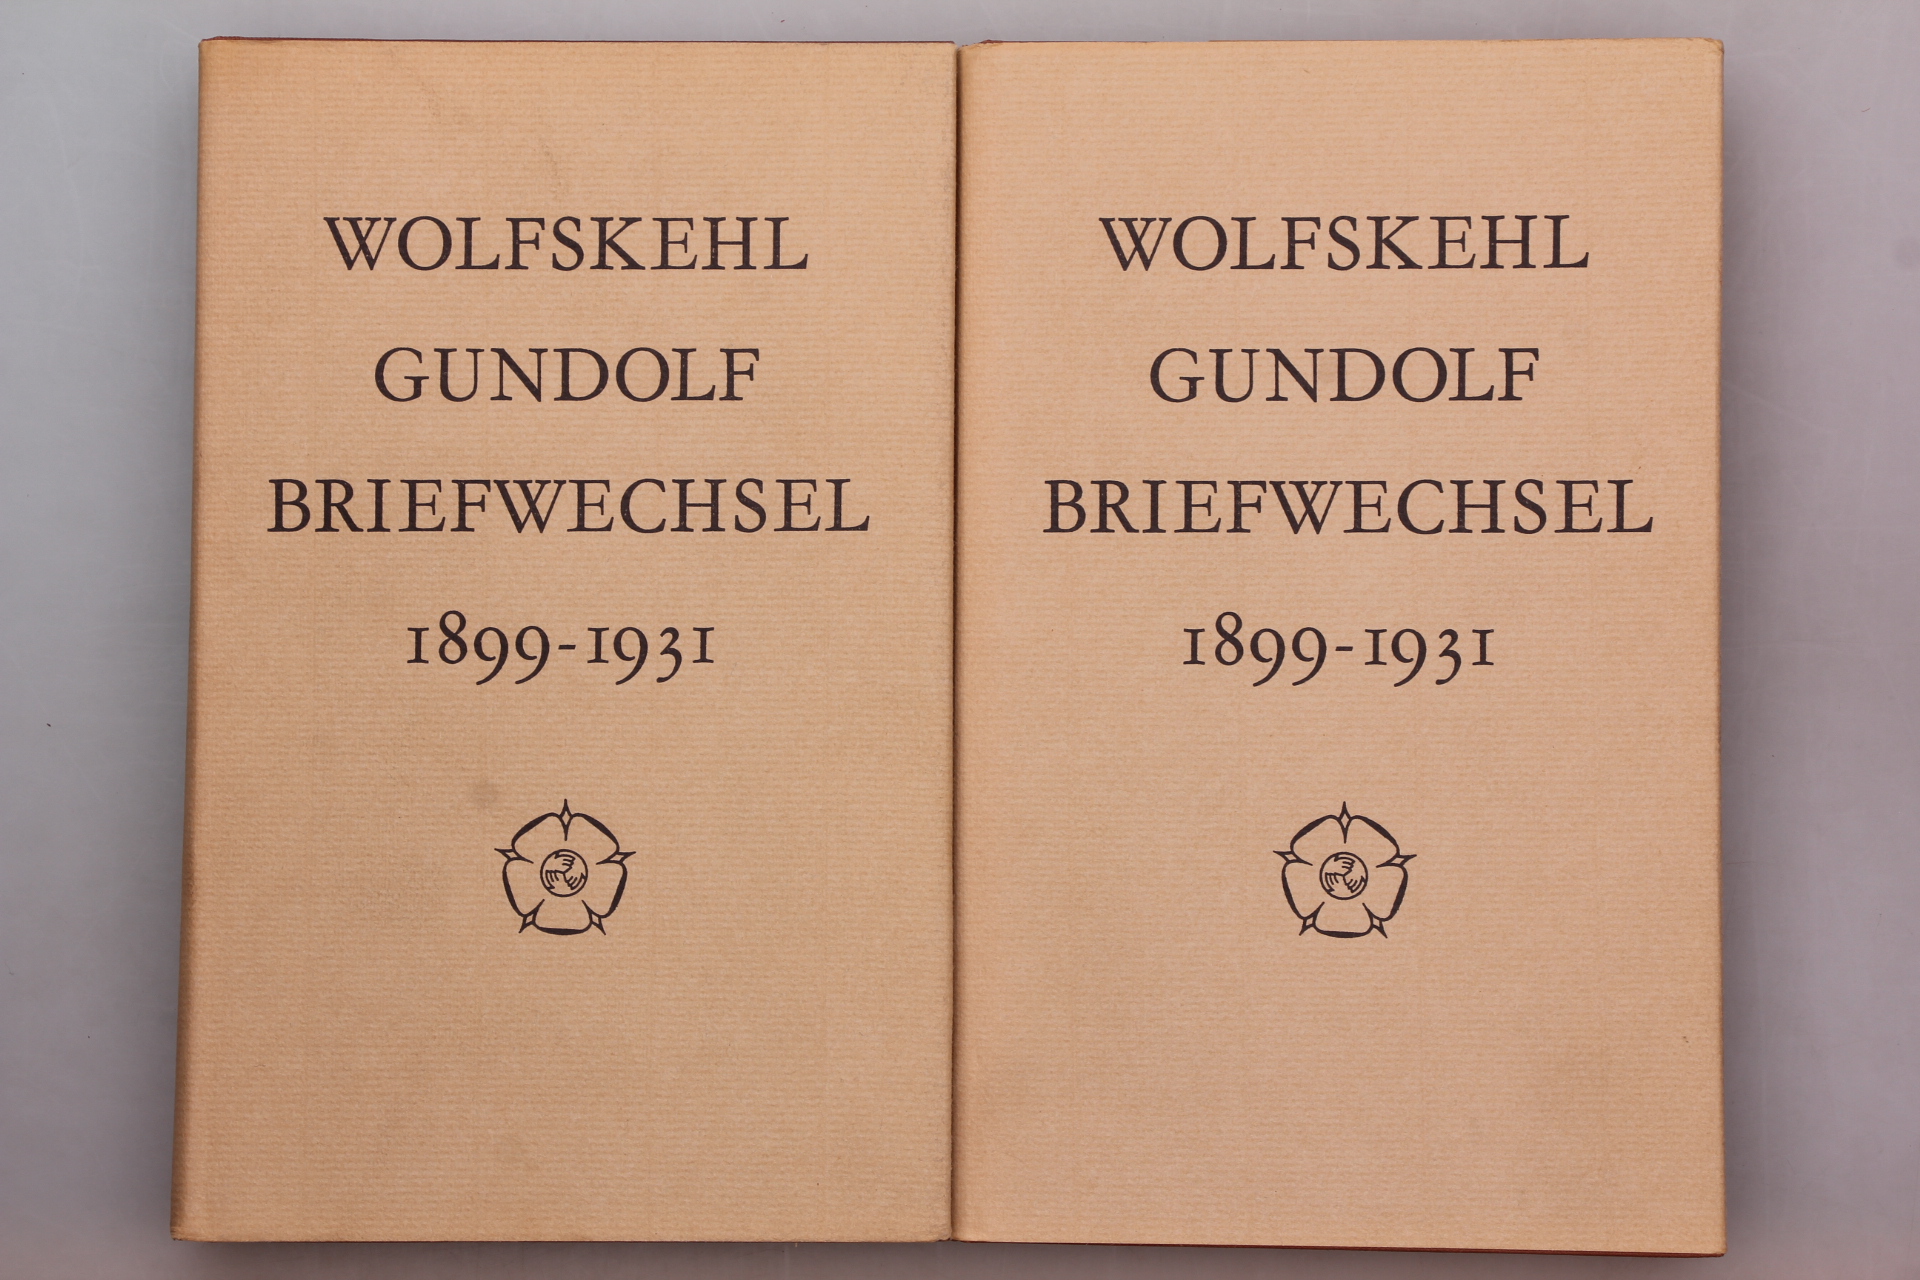 WOLFSKEHL
GUNDOLF
BRIEFWECHSEL
1899-1931
WOLFSKEHL
GUNDOLF
BRIEFWECHSEL
1899-1931